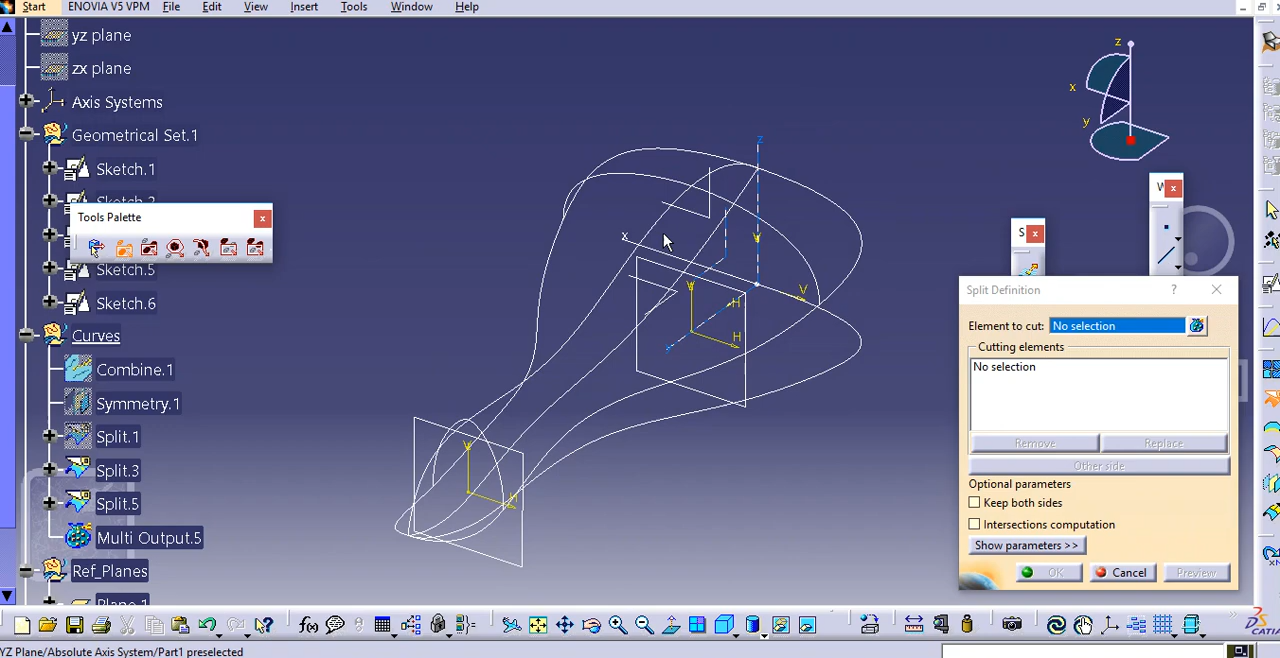 Start ENOVIA V5 VPM File Edit View Insert Tools Window Help
yz plane
zx plane
Axis Systems
Geometrical Set.1
Sketch.1
Tools Palette
Sketch.5
Sketch.6
Curves
Combine.1
Symmetry.1
Split.1
Split.3
Split.5
Multi Output.5
Ref_Planes
Plane.1
z
x
y
z
x
V
V
V
H
H
V
H
W
S
Split Definition ?
Element to cut: No selection
Cutting elements
No selection
Remove Replace
Other side
Optional parameters
Keep both sides
Intersections computation
Show parameters >>
OK Cancel Preview
f(x)
YZ Plane/Absolute Axis System/Part1 preselected